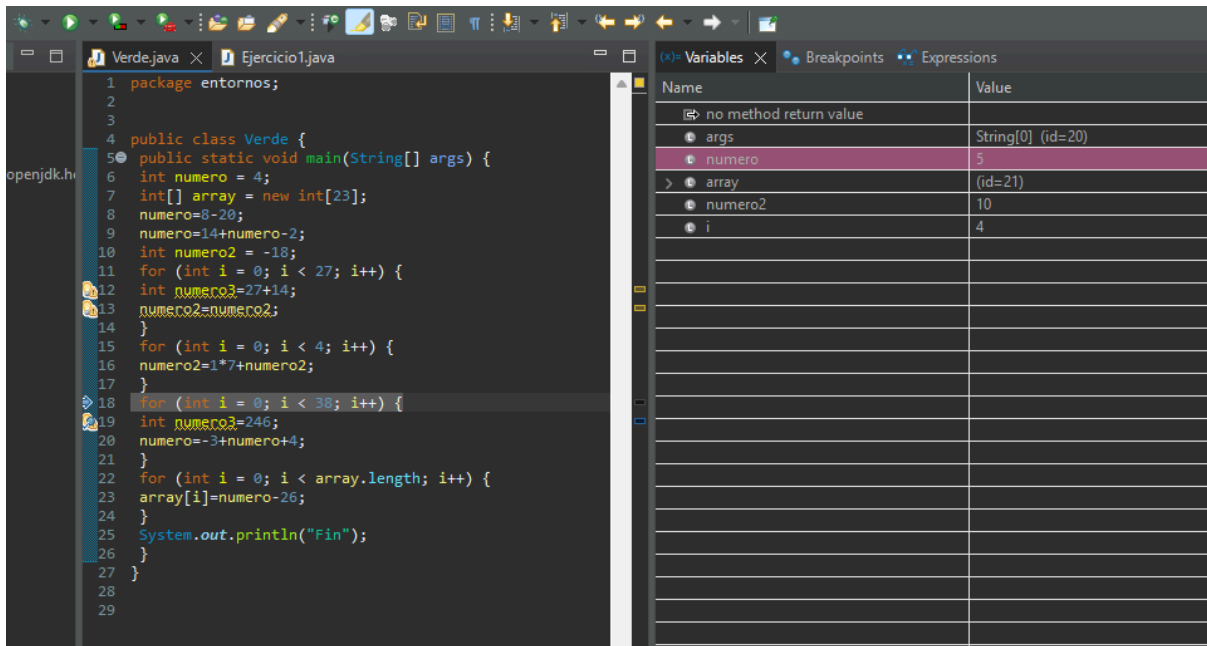 Verde.java
Ejercicio1.java
1 package entornos;
2
3
4 public class Verde {
5 public static void main(String[] args) {
6 int numero = 4;
7 int[] array = new int[23];
8 numero=8-20;
9 numero=14+numero-2;
10 int numero2 = -18;
11 for (int i = 0; i < 27; i++) {
12 int numero3=27+14;
13 numero2=numero2;
14 }
15 for (int i = 0; i < 4; i++) {
16 numero2=1*7+numero2;
17 }
18 for (int i = 0; i < 38; i++) {
19 int numero3=246;
20 numero=-3+numero+4;
21 }
22 for (int i = 0; i < array.length; i++) {
23 array[i]=numero-26;
24 }
25 System.out.println("Fin");
26 }
27 }
28
29
openjdk.h
(x)= Variables
Breakpoints
Expressions
Name Value
no method return value
args String[0] (id=20)
numero 5
array (id=21)
numero2 10
i 4